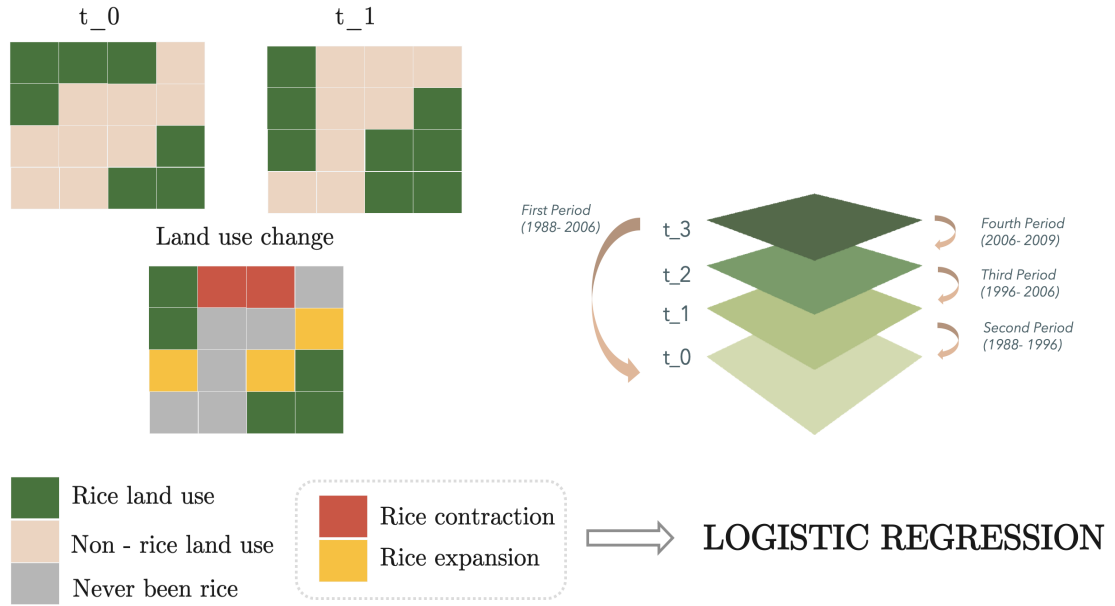 t_0
t_1
Land use change
First Period
(1988- 2006)
t_3
t_2
t_1
t_0
Fourth Period
(2006- 2009)
Third Period
(1996- 2006)
Second Period
(1988- 1996)
Rice land use
Non - rice land use
Never been rice
Rice contraction
Rice expansion
LOGISTIC REGRESSION